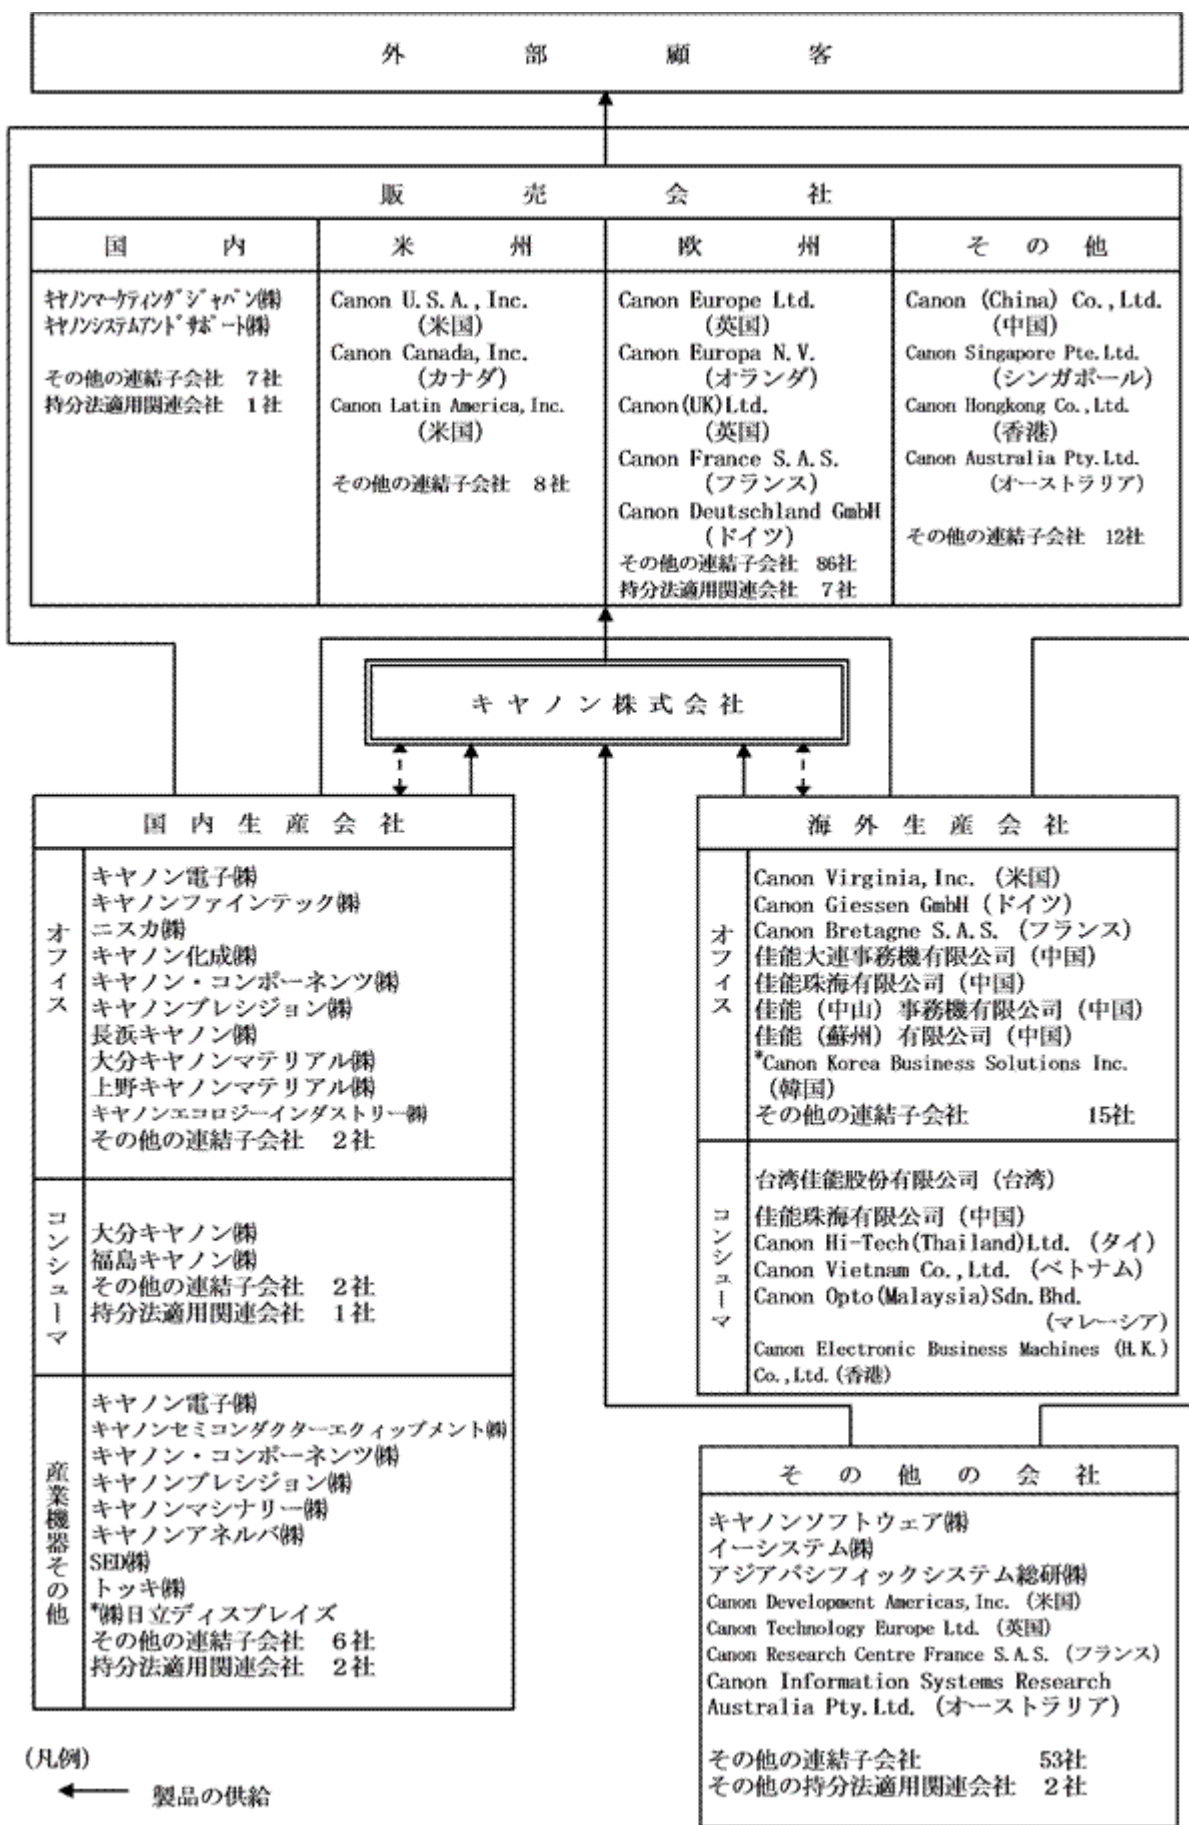 外部顧客
販売会社
国内
キヤノンマーケティングジャパン㈱
キヤノンシステムアンドサポート㈱
その他の連結子会社 7社
持分法適用関連会社 1社
米州
Canon U.S.A.,Inc.
(米国)
Canon Canada,Inc.
(カナダ)
Canon Latin America,Inc.
(米国)
その他の連結子会社 8社
欧州
Canon Europe Ltd.
(英国)
Canon Europa N.V.
(オランダ)
Canon(UK)Ltd.
(英国)
Canon France S.A.S.
(フランス)
Canon Deutschland GmbH
(ドイツ)
その他の連結子会社 86社
持分法適用関連会社 7社
その他
Canon (China) Co.,Ltd.
(中国)
Canon Singapore Pte.Ltd.
(シンガポール)
Canon Hongkong Co.,Ltd.
(香港)
Canon Australia Pty.Ltd.
(オーストラリア)
その他の連結子会社 12社
キヤノン株式会社
国内生産会社
オフィス
キヤノン電子㈱
キヤノンファインテック㈱
ニスカ㈱
キヤノン化成㈱
キヤノン・コンポーネンツ㈱
キヤノンプレシジョン㈱
長浜キヤノン㈱
大分キヤノンマテリアル㈱
上野キヤノンマテリアル㈱
キヤノンエコロジーインダストリー㈱
その他の連結子会社 2社
コンシューマ
大分キヤノン㈱
福島キヤノン㈱
その他の連結子会社 2社
持分法適用関連会社 1社
産業機器その他
キヤノン電子㈱
キヤノンセミコンダクターエクィップメント㈱
キヤノン・コンポーネンツ㈱
キヤノンプレシジョン㈱
キヤノンマシナリー㈱
キヤノンアネルバ㈱
SED㈱
トッキ㈱
*㈱日立ディスプレイズ
その他の連結子会社 6社
持分法適用関連会社 2社
海外生産会社
オフィス
Canon Virginia,Inc. (米国)
Canon Giessen GmbH (ドイツ)
Canon Bretagne S.A.S. (フランス)
佳能大連事務機有限公司 (中国)
佳能珠海有限公司 (中国)
佳能 (中山) 事務機有限公司 (中国)
佳能 (蘇州) 有限公司 (中国)
*Canon Korea Business Solutions Inc.
(韓国)
その他の連結子会社 15社
コンシューマ
台湾佳能股份有限公司 (台湾)
佳能珠海有限公司 (中国)
Canon Hi-Tech(Thailand)Ltd. (タイ)
Canon Vietnam Co.,Ltd. (ベトナム)
Canon Opto(Malaysia)Sdn.Bhd.
(マレーシア)
Canon Electronic Business Machines (H.K.)
Co.,Ltd.(香港)
その他の会社
キヤノンソフトウェア㈱
イーシステム㈱
アジアパシフィックシステム総研㈱
Canon Development Americas,Inc. (米国)
Canon Technology Europe Ltd. (英国)
Canon Research Centre France S.A.S. (フランス)
Canon Information Systems Research
Australia Pty.Ltd. (オーストラリア)
その他の連結子会社 53社
その他の持分法適用関連会社 2社
(凡例)
製品の供給